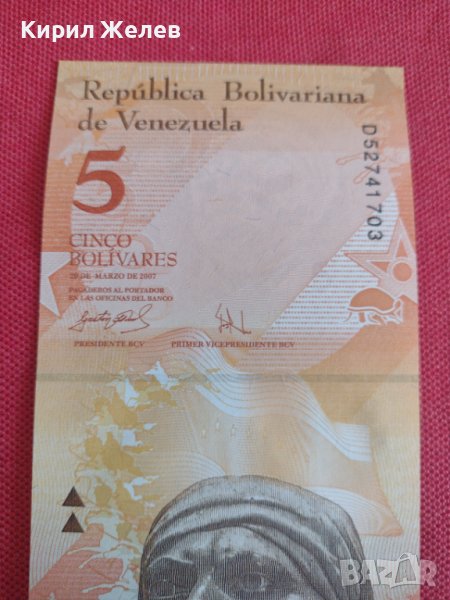 Кирил Желев
República Bolivariana
de Venezuela
5
CINCO
BOLÍVARES
20 DE MARZO DE 2007
PAGADEROS AL PORTADOR
EN LAS OFICINAS DEL BANCO
PRESIDENTE BCV
PRIMER VICEPRESIDENTE BCV
D52741703
BAZAR